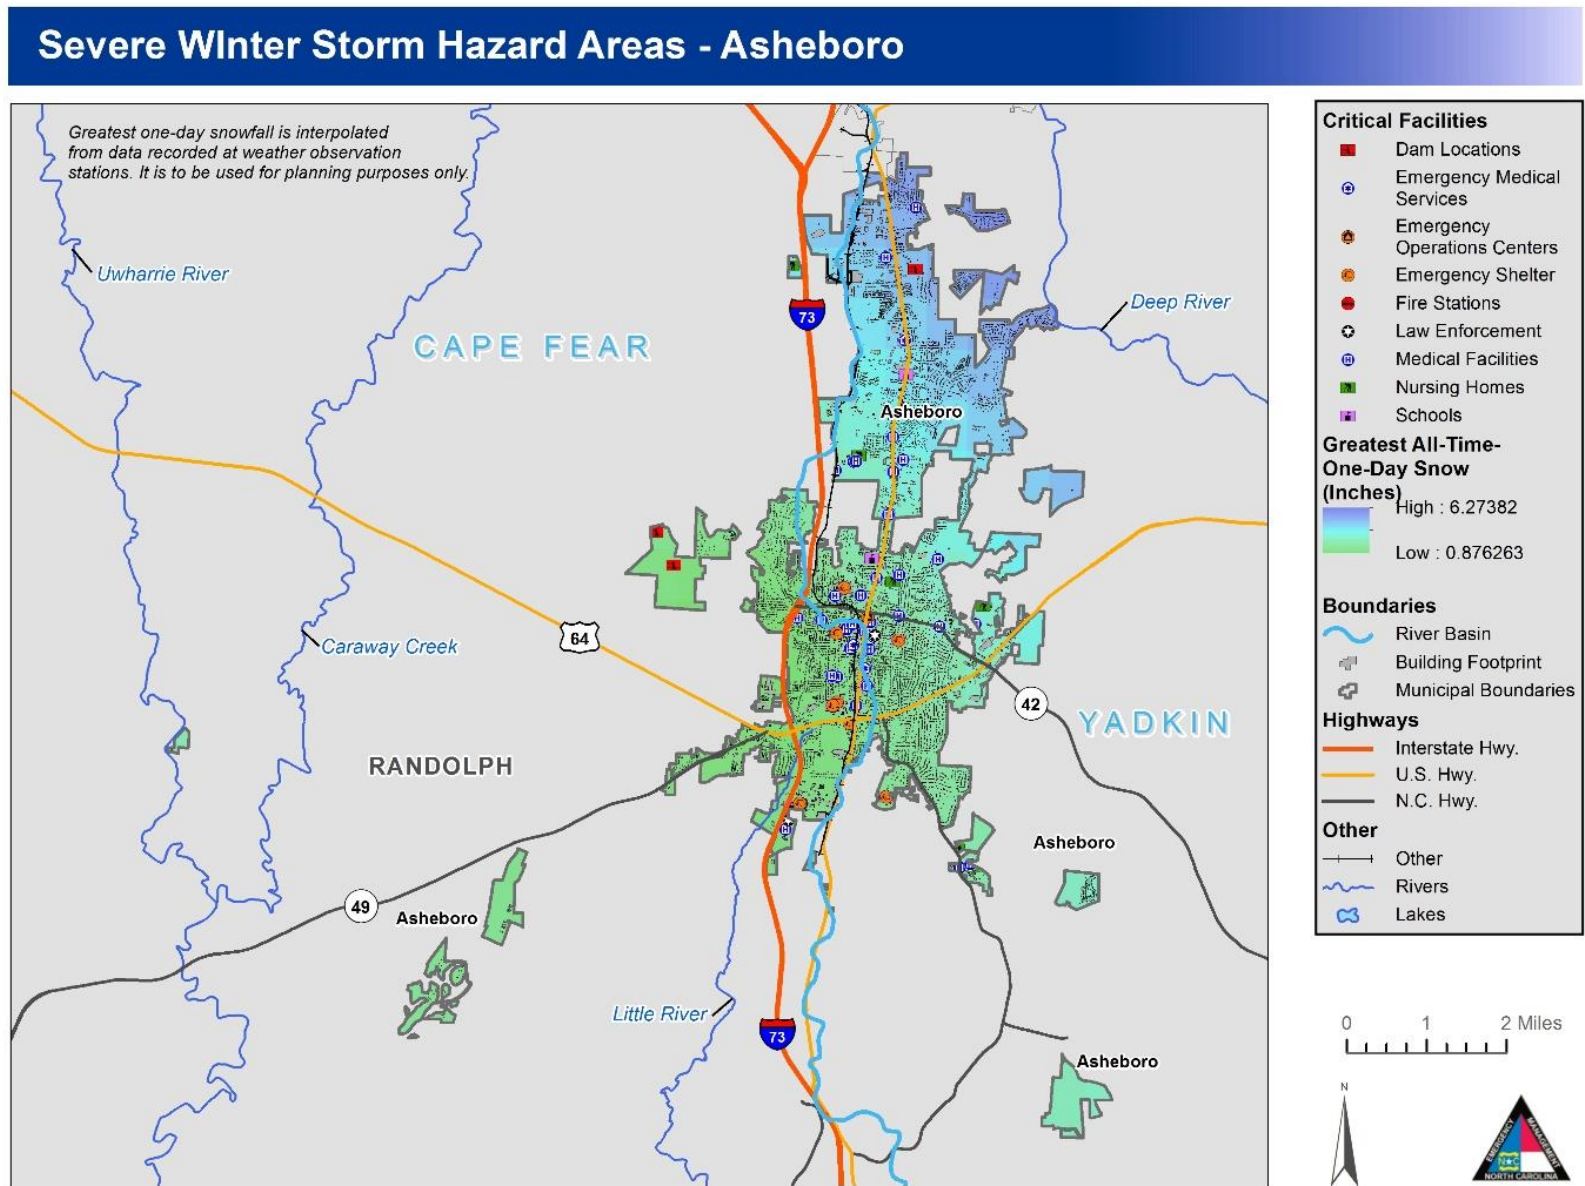 Severe WInter Storm Hazard Areas - Asheboro
Greatest one-day snowfall is interpolated
from data recorded at weather observation
stations. It is to be used for planning purposes only.
Uwharrie River
CAPE FEAR
73
Deep River
Asheboro
64
Caraway Creek
42
YADKIN
RANDOLPH
Asheboro
49
Asheboro
Little River
73
Asheboro
Critical Facilities
Dam Locations
Emergency Medical
Services
Emergency
Operations Centers
Emergency Shelter
Fire Stations
Law Enforcement
Medical Facilities
Nursing Homes
Schools
Greatest All-Time-
One-Day Snow
(Inches)
High : 6.27382
Low : 0.876263
Boundaries
River Basin
Building Footprint
Municipal Boundaries
Highways
Interstate Hwy.
U.S. Hwy.
N.C. Hwy.
Other
Other
Rivers
Lakes
0 1 2 Miles
N
EMERGENCY
MANAGEMENT
N C
NORTH CAROLINA